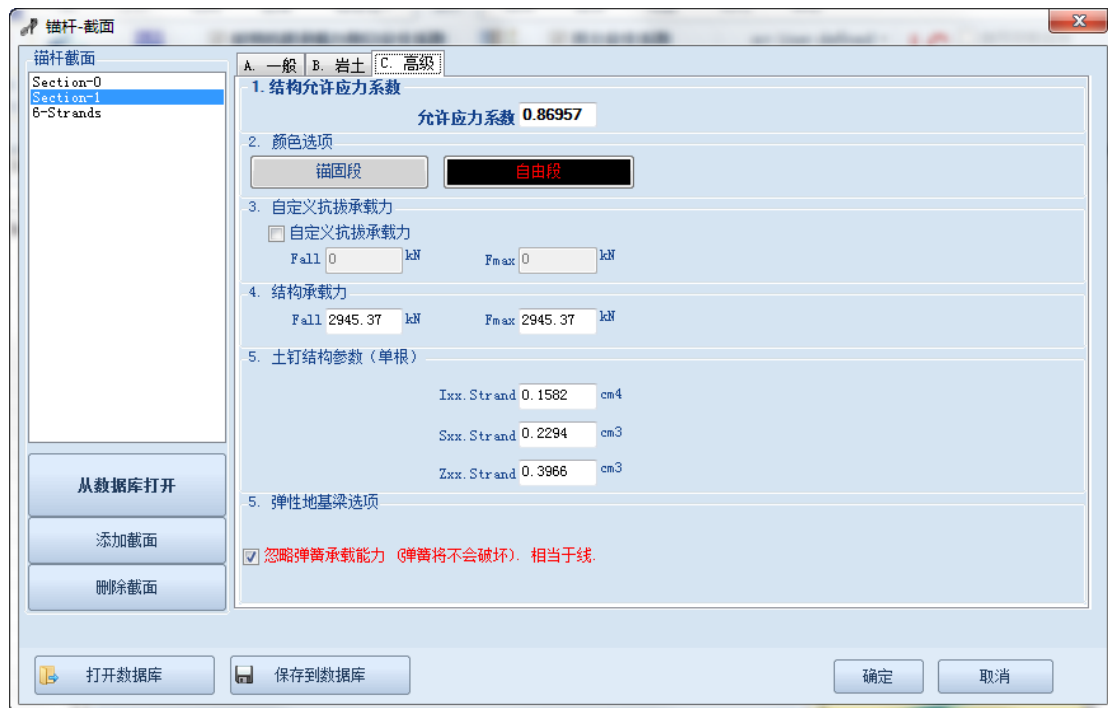 锚杆-截面
锚杆截面
Section-0
Section-1
6-Strands
从数据库打开
添加截面
删除截面
A. 一般 B. 岩土 C. 高级
1. 结构允许应力系数
允许应力系数 0.86957
2. 颜色选项
锚固段 自由段
3. 自定义抗拔承载力
自定义抗拔承载力
Fall 0 kN Fmax 0 kN
4. 结构承载力
Fall 2945.37 kN Fmax 2945.37 kN
5. 土钉结构参数（单根）
Ixx.Strand 0.1582 cm4
Sxx.Strand 0.2294 cm3
Zxx.Strand 0.3966 cm3
5. 弹性地基梁选项
忽略弹簧承载能力（弹簧将不会破坏）. 相当于线.
打开数据库 保存到数据库 确定 取消